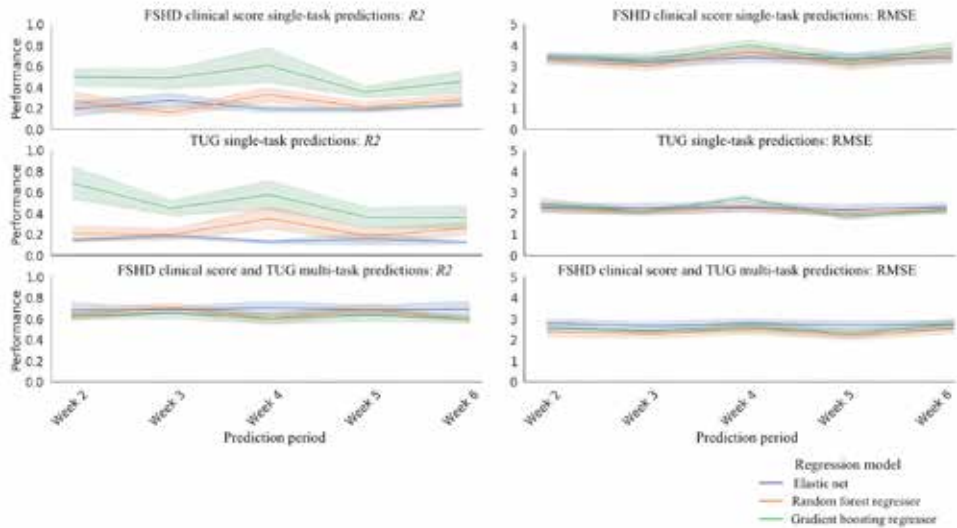 FSHD clinical score single-task predictions: R2
1.0
0.8
0.6
0.4
0.2
0.0
Performance
FSHD clinical score single-task predictions: RMSE
5
4
3
2
1
0
TUG single-task predictions: R2
1.0
0.8
0.6
0.4
0.2
0.0
Performance
TUG single-task predictions: RMSE
5
4
3
2
1
0
FSHD clinical score and TUG multi-task predictions: R2
1.0
0.8
0.6
0.4
0.2
0.0
Performance
FSHD clinical score and TUG multi-task predictions: RMSE
5
4
3
2
1
0
Week 2
Week 3
Week 4
Week 5
Week 6
Prediction period
Week 2
Week 3
Week 4
Week 5
Week 6
Prediction period
Regression model
Elastic net
Random forest regressor
Gradient boosting regressor